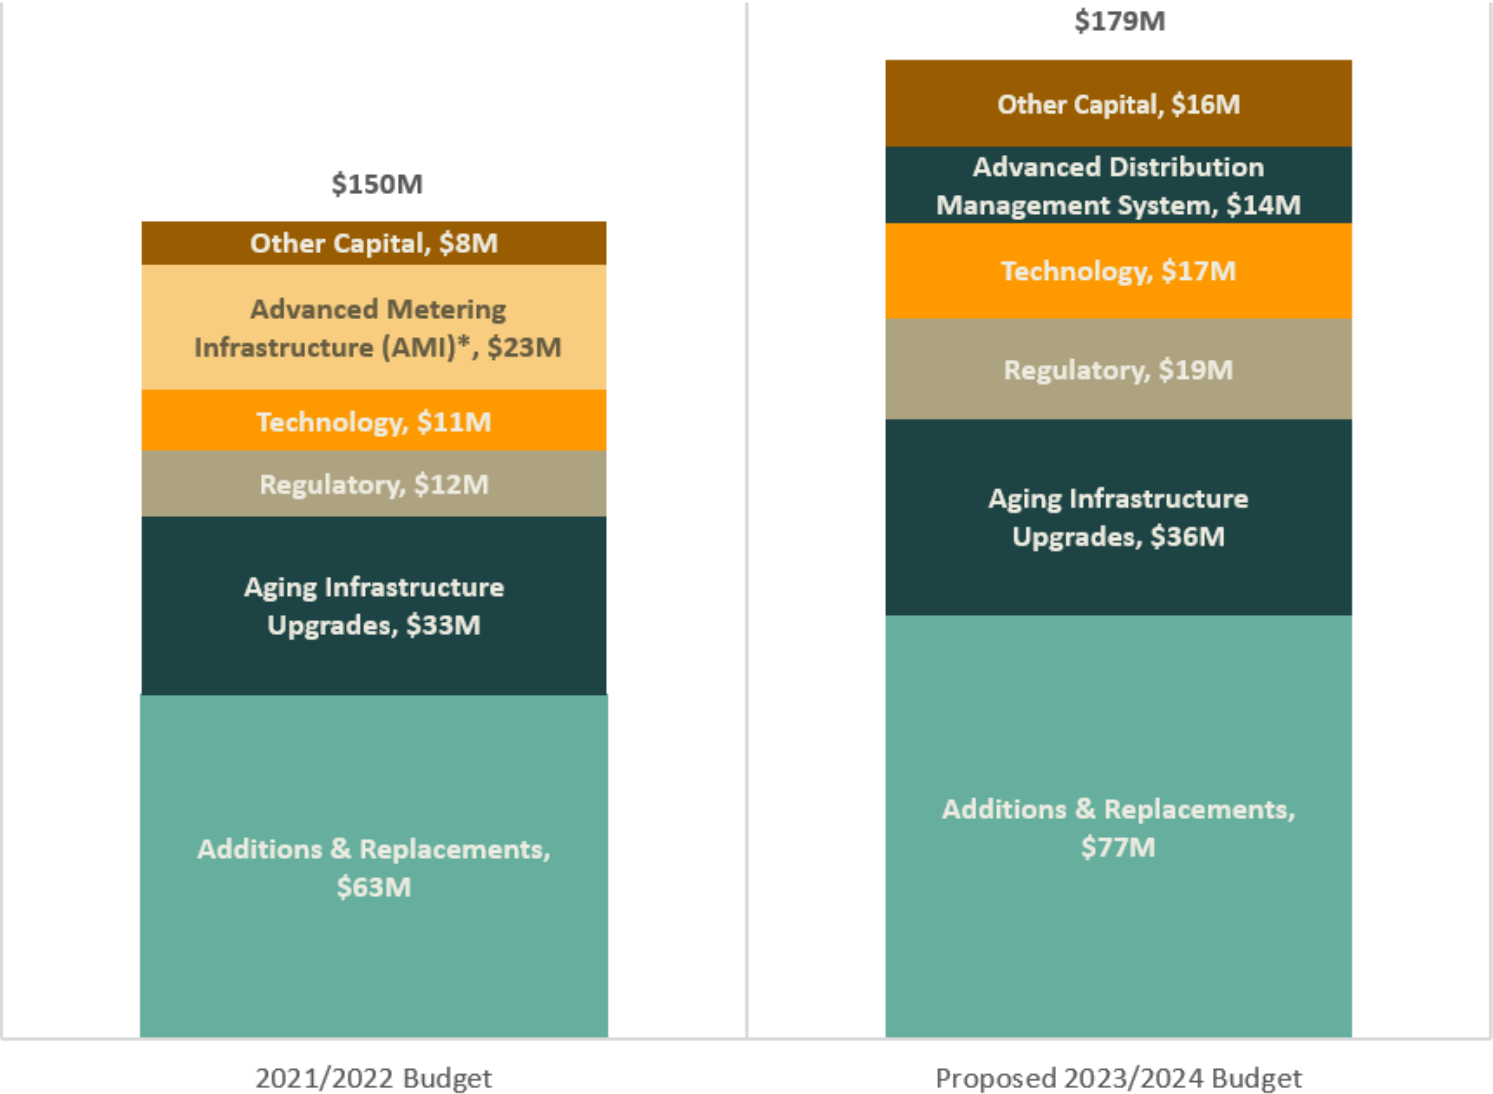 $150M
Other Capital, $8M
Advanced Metering
Infrastructure (AMI)*, $23M
Technology, $11M
Regulatory, $12M
Aging Infrastructure
Upgrades, $33M
Additions & Replacements,
$63M
2021/2022 Budget
$179M
Other Capital, $16M
Advanced Distribution
Management System, $14M
Technology, $17M
Regulatory, $19M
Aging Infrastructure
Upgrades, $36M
Additions & Replacements,
$77M
Proposed 2023/2024 Budget